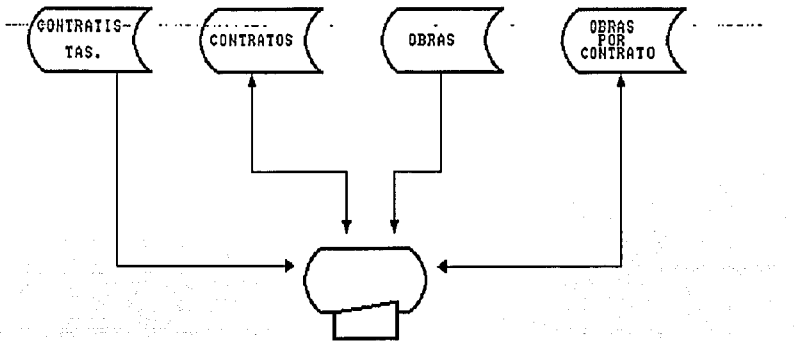 CONTRATIS-
TAS.
CONTRATOS
OBRAS
OBRAS
POR
CONTRATO